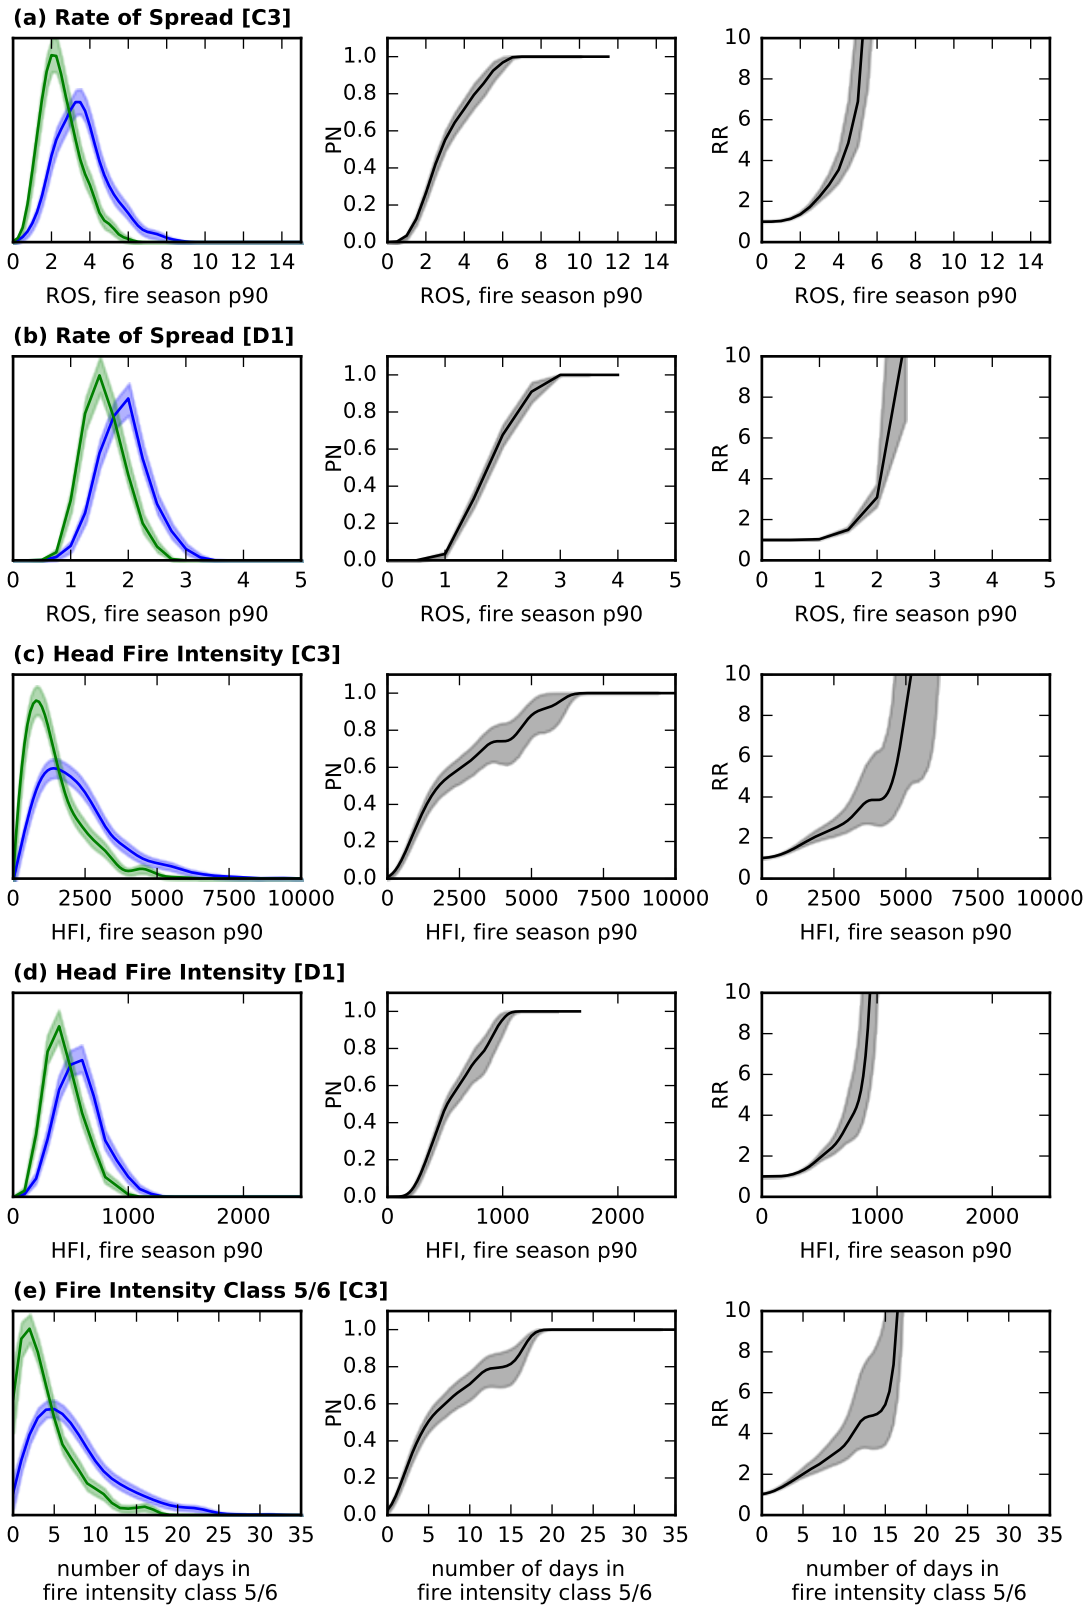 (a) Rate of Spread [C3]
0 2 4 6 8 10 12 14
ROS, fire season p90
1.0
0.8
0.6
0.4
0.2
0.0
PN
0 2 4 6 8 10 12 14
ROS, fire season p90
10
8
6
4
2
0
RR
0 2 4 6 8 10 12 14
ROS, fire season p90
(b) Rate of Spread [D1]
0 1 2 3 4 5
ROS, fire season p90
1.0
0.8
0.6
0.4
0.2
0.0
PN
0 1 2 3 4 5
ROS, fire season p90
10
8
6
4
2
0
RR
0 1 2 3 4 5
ROS, fire season p90
(c) Head Fire Intensity [C3]
0 2500 5000 7500 10000
HFI, fire season p90
1.0
0.8
0.6
0.4
0.2
0.0
PN
0 2500 5000 7500 10000
HFI, fire season p90
10
8
6
4
2
0
RR
0 2500 5000 7500 10000
HFI, fire season p90
(d) Head Fire Intensity [D1]
0 1000 2000
HFI, fire season p90
1.0
0.8
0.6
0.4
0.2
0.0
PN
0 1000 2000
HFI, fire season p90
10
8
6
4
2
0
RR
0 1000 2000
HFI, fire season p90
(e) Fire Intensity Class 5/6 [C3]
0 5 10 15 20 25 30 35
number of days in
fire intensity class 5/6
1.0
0.8
0.6
0.4
0.2
0.0
PN
0 5 10 15 20 25 30 35
number of days in
fire intensity class 5/6
10
8
6
4
2
0
RR
0 5 10 15 20 25 30 35
number of days in
fire intensity class 5/6